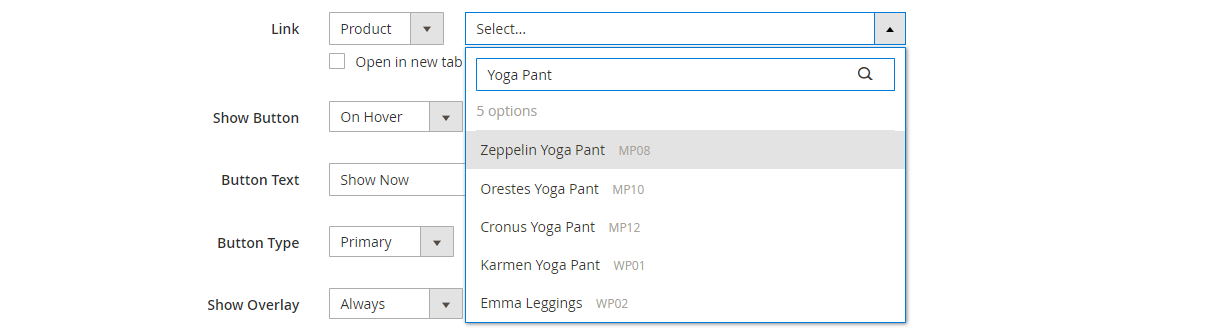 Link Product Select...
Open in new tab Yoga Pant
5 options
Show Button On Hover
Zeppelin Yoga Pant MP08
Button Text Show Now Orestes Yoga Pant MP10
Cronus Yoga Pant MP12
Button Type Primary
Karmen Yoga Pant WP01
Show Overlay Always Emma Leggings WP02